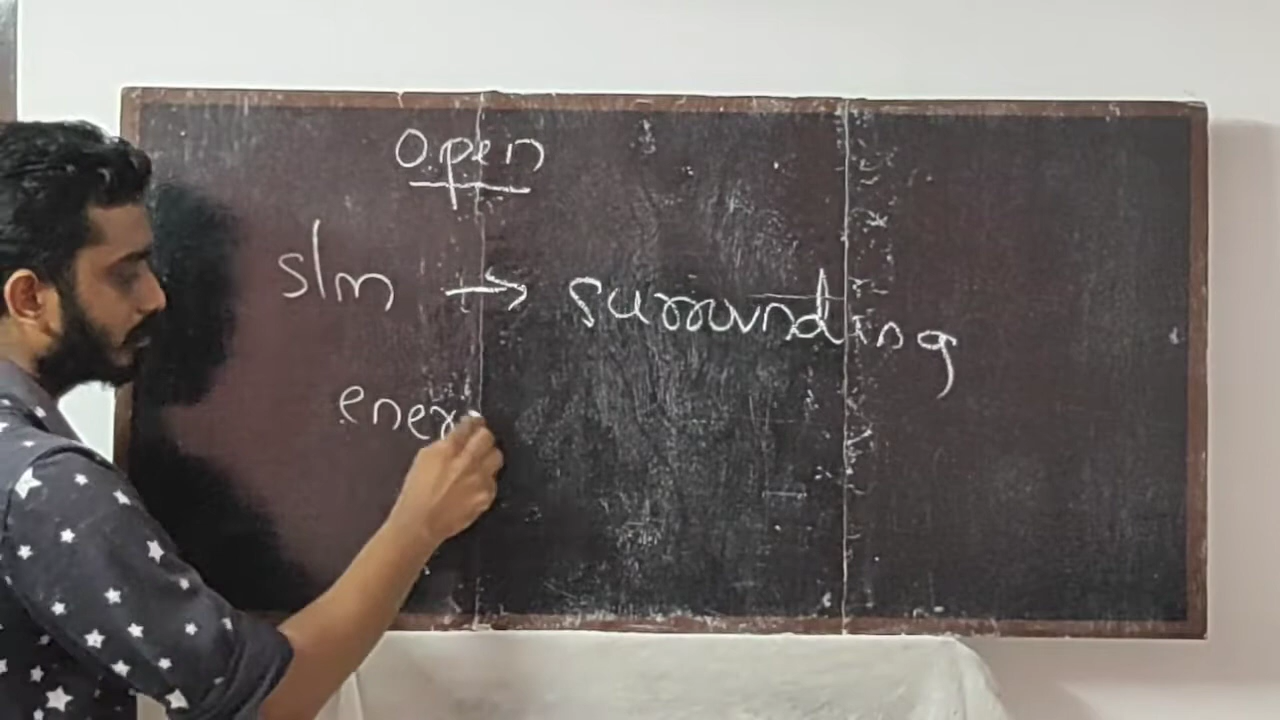 open
s/m → surrounding
ener